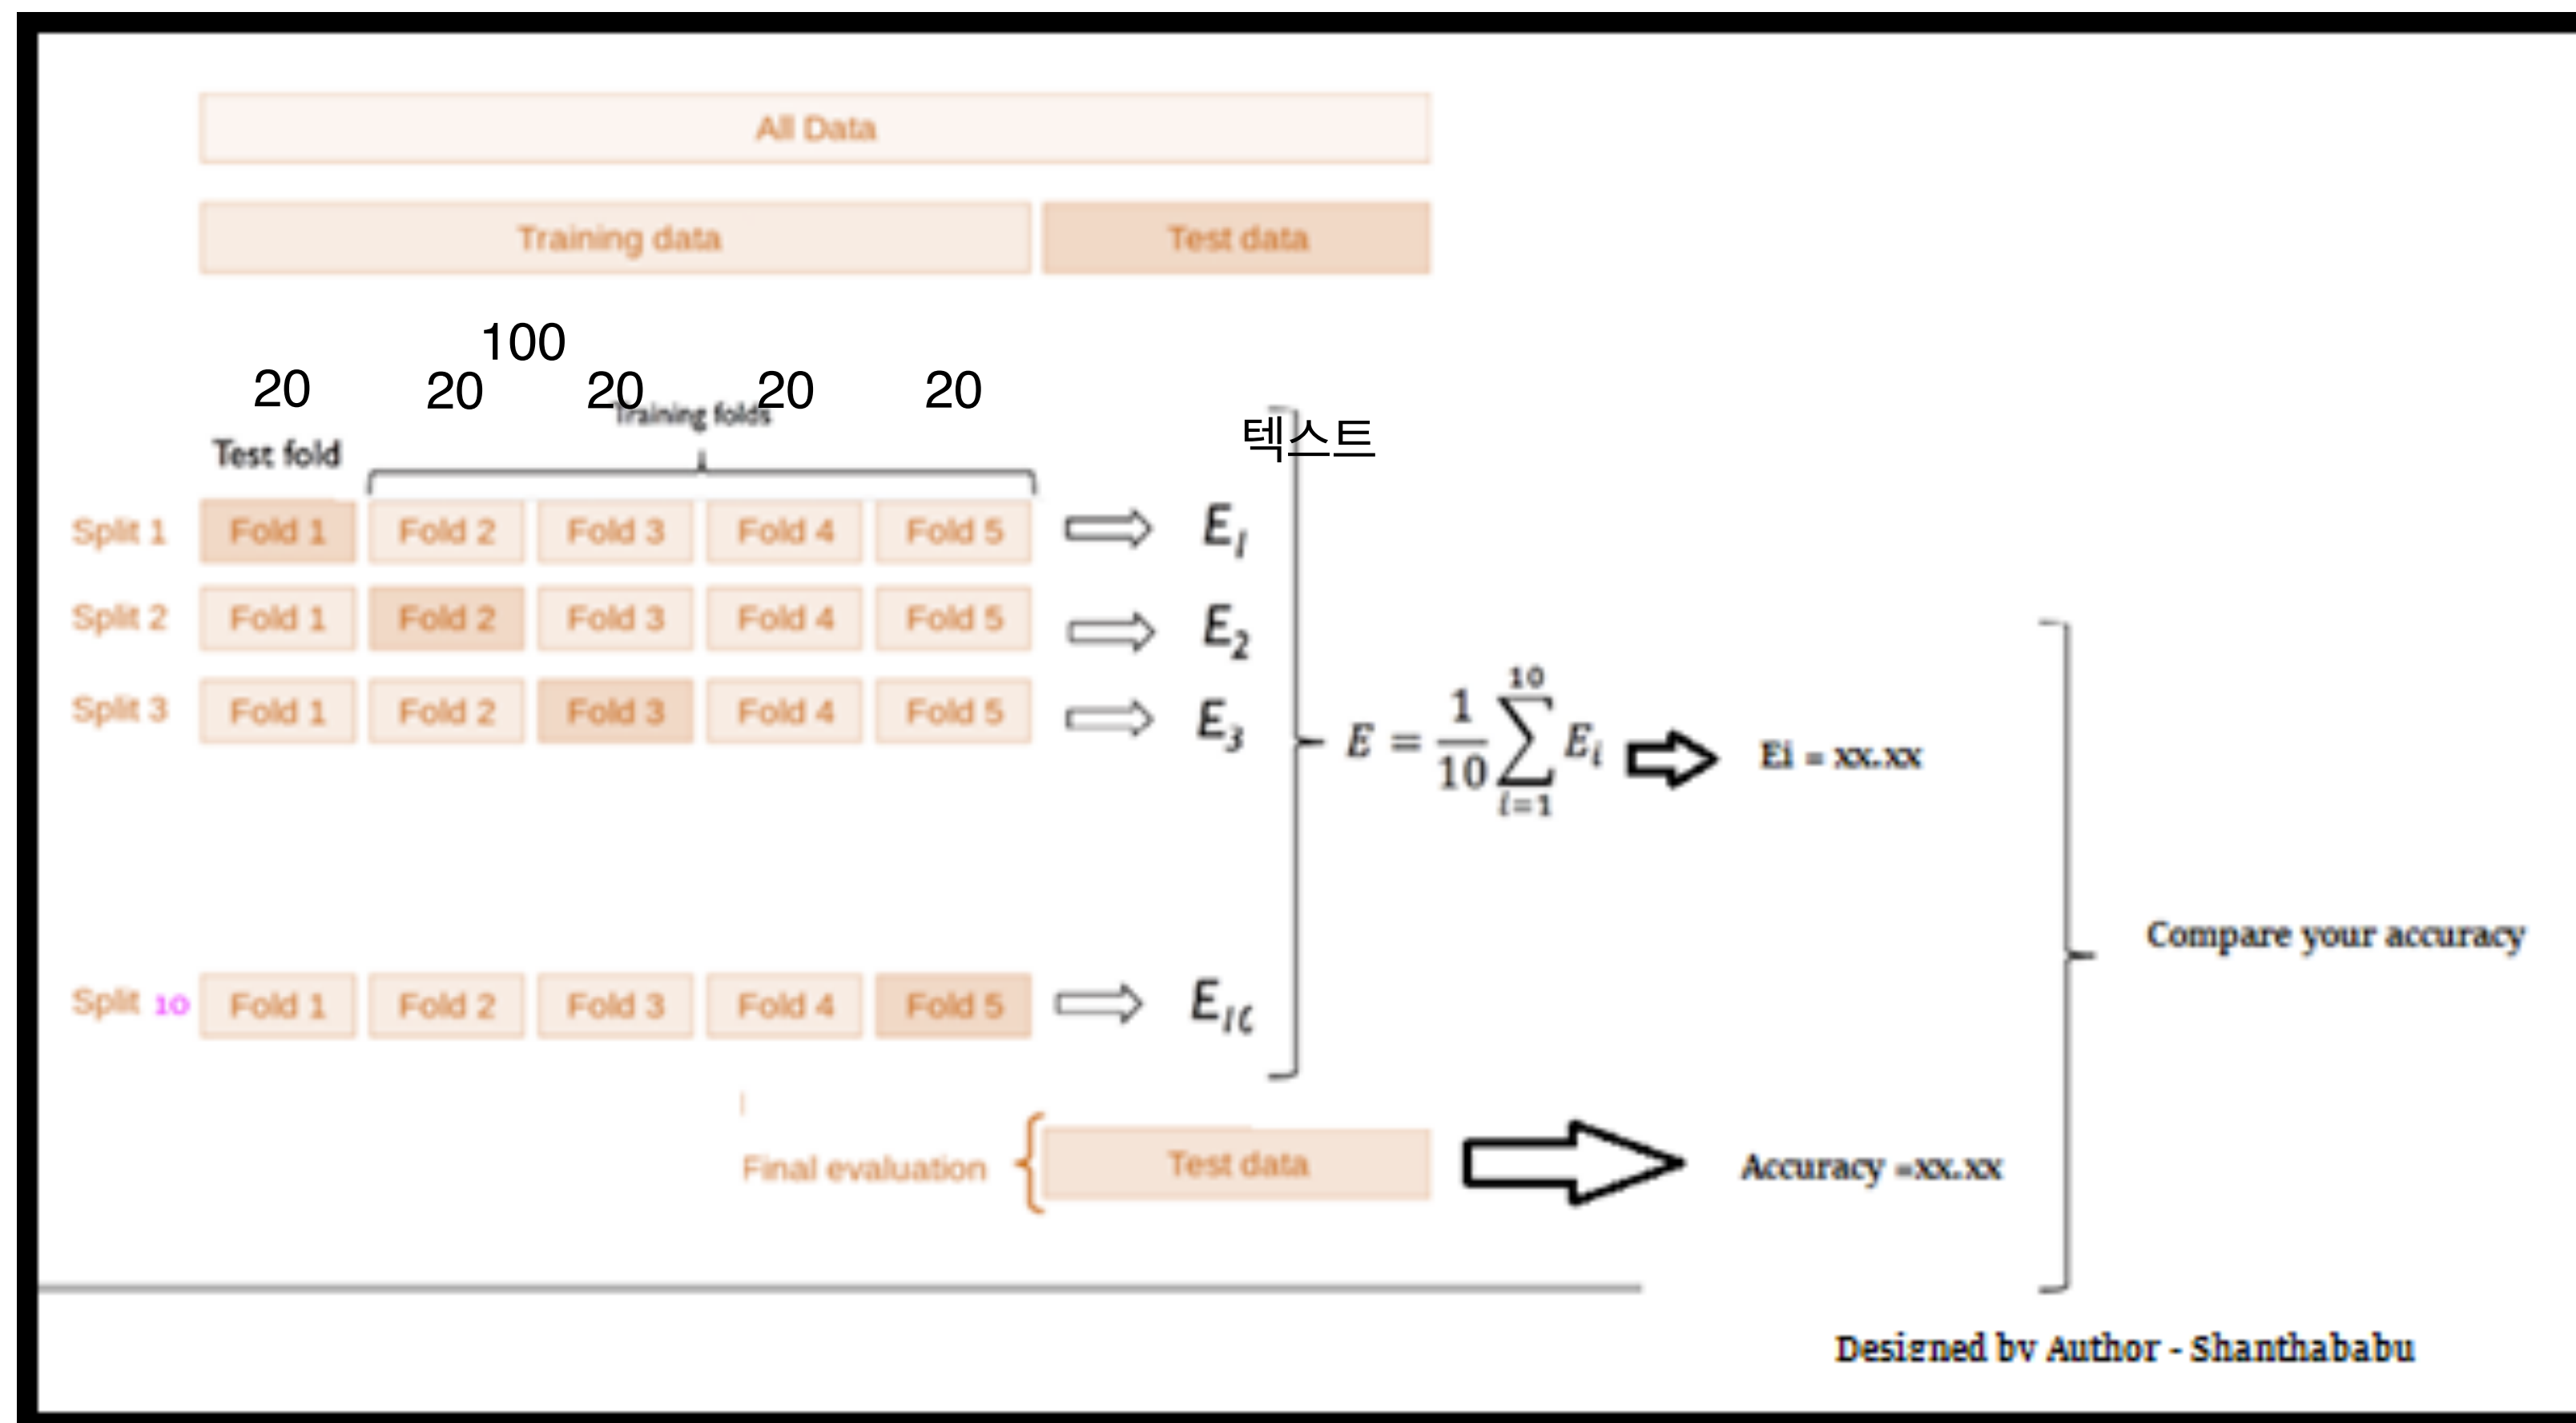 All Data
Training data Test data
100
20 20 20 20 20
Training folds
텍스트
Test fold
Split 1 Fold 1 Fold 2 Fold 3 Fold 4 Fold 5 E1
Split 2 Fold 1 Fold 2 Fold 3 Fold 4 Fold 5 E2
Split 3 Fold 1 Fold 2 Fold 3 Fold 4 Fold 5 E3
E = 1/10 10∑i=1 Ei Ei = xx.xx
Compare your accuracy
Split 10 Fold 1 Fold 2 Fold 3 Fold 4 Fold 5 E10
Final evaluation { Test data Accuracy =xx.xx
Designed by Author - Shanthababu